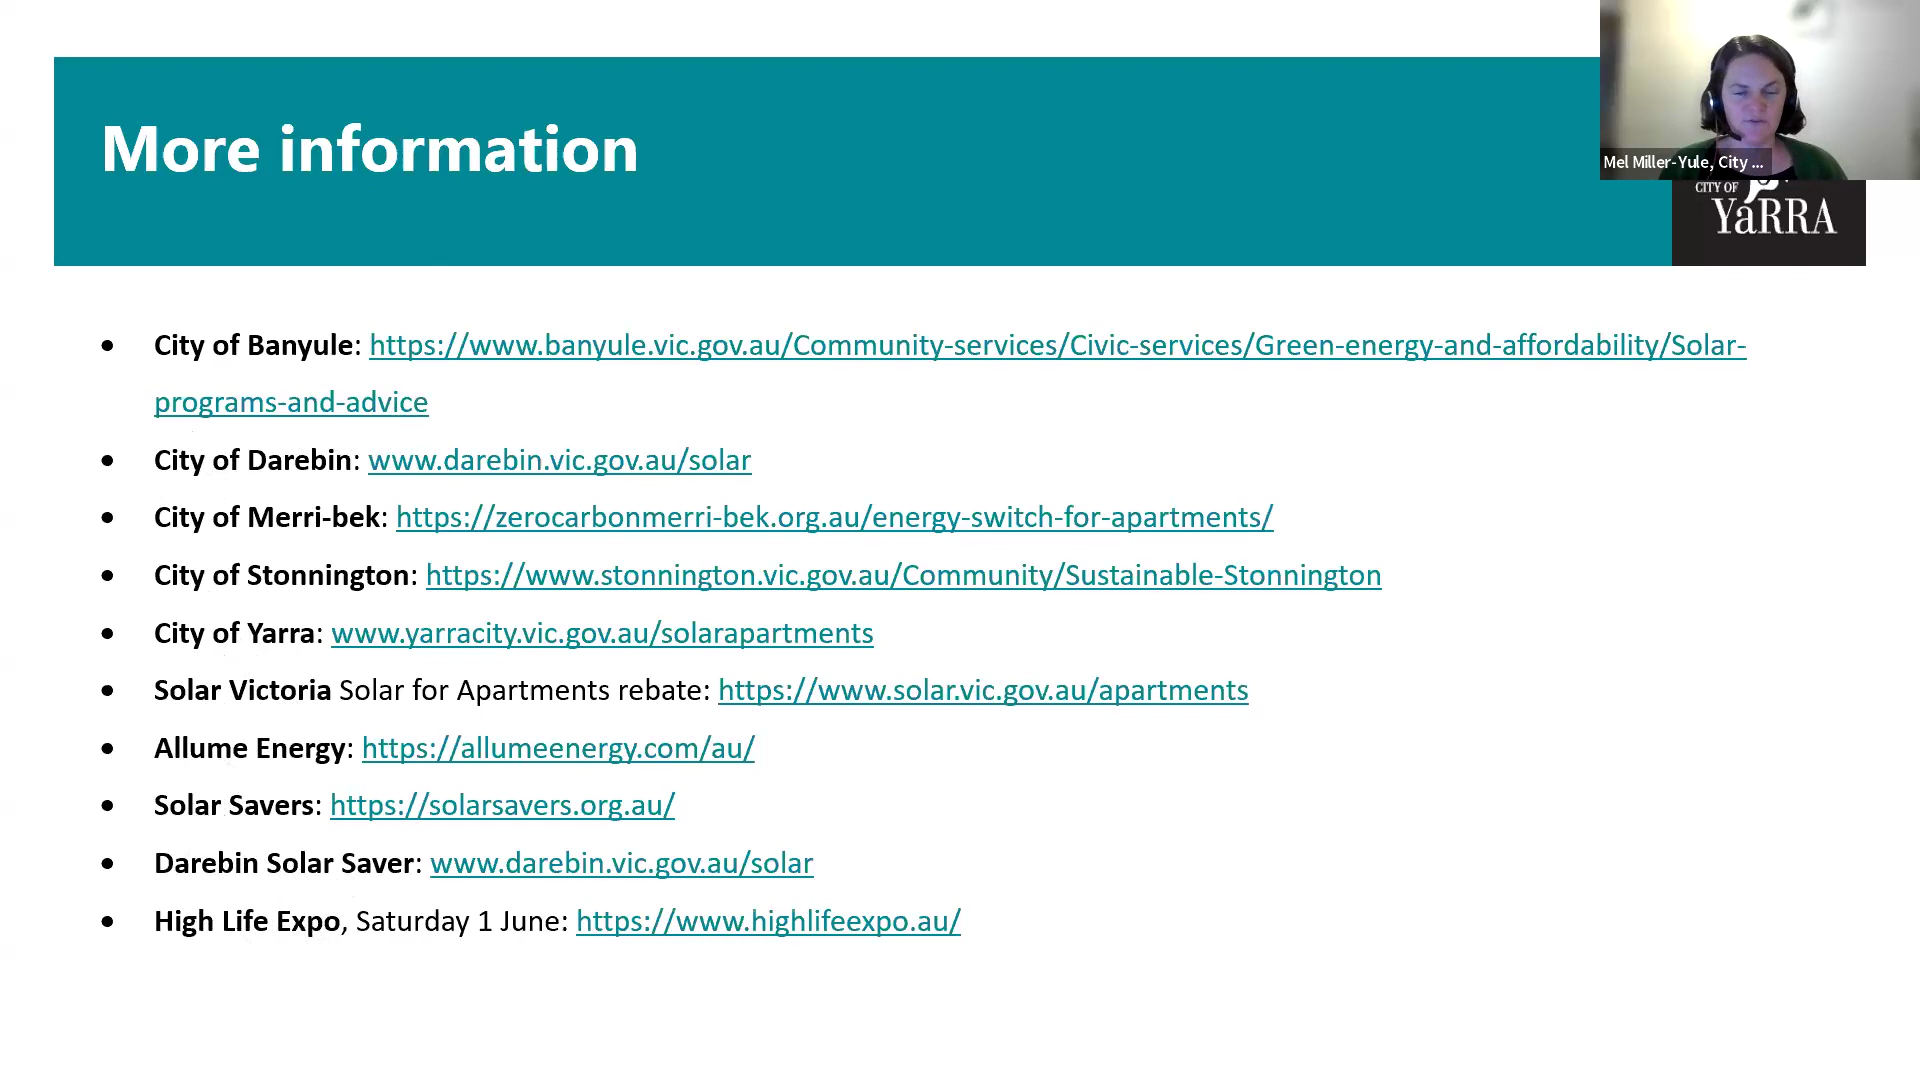 More information
Mel Miller-Yule, City ...
CITY OF
YaRRA
• City of Banyule: https://www.banyule.vic.gov.au/Community-services/Civic-services/Green-energy-and-affordability/Solar-
programs-and-advice
• City of Darebin: www.darebin.vic.gov.au/solar
• City of Merri-bek: https://zerocarbonmerri-bek.org.au/energy-switch-for-apartments/
• City of Stonnington: https://www.stonnington.vic.gov.au/Community/Sustainable-Stonnington
• City of Yarra: www.yarracity.vic.gov.au/solarapartments
• Solar Victoria Solar for Apartments rebate: https://www.solar.vic.gov.au/apartments
• Allume Energy: https://allumeenergy.com/au/
• Solar Savers: https://solarsavers.org.au/
• Darebin Solar Saver: www.darebin.vic.gov.au/solar
• High Life Expo, Saturday 1 June: https://www.highlifeexpo.au/